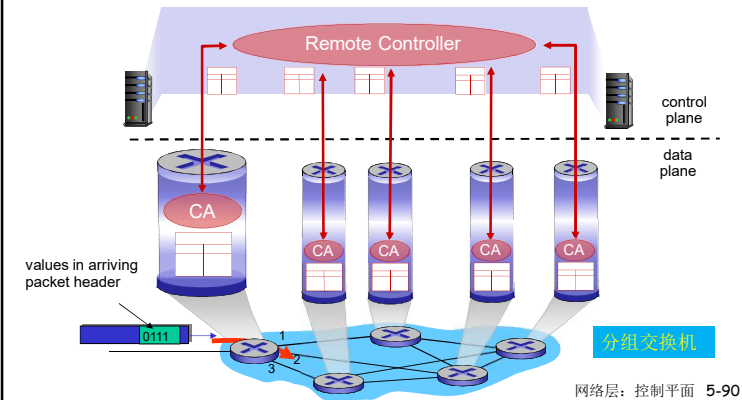 Remote Controller
control
plane
data
plane
CA
CA
CA
CA
CA
values in arriving
packet header
0111
1
2
3
分组交换机
网络层：控制平面 5-90